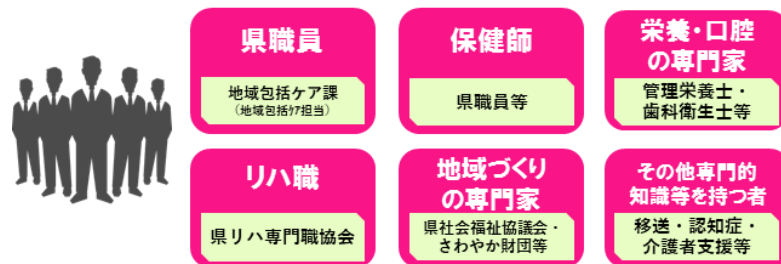 県職員
地域包括ケア課
（地域包括ｹｱ担当）
保健師
県職員等
栄養・口腔
の専門家
管理栄養士・
歯科衛生士等
リハ職
県リハ専門職協会
地域づくり
の専門家
県社会福祉協議会・
さわやか財団等
その他専門的
知識等を持つ者
移送・認知症・
介護者支援等